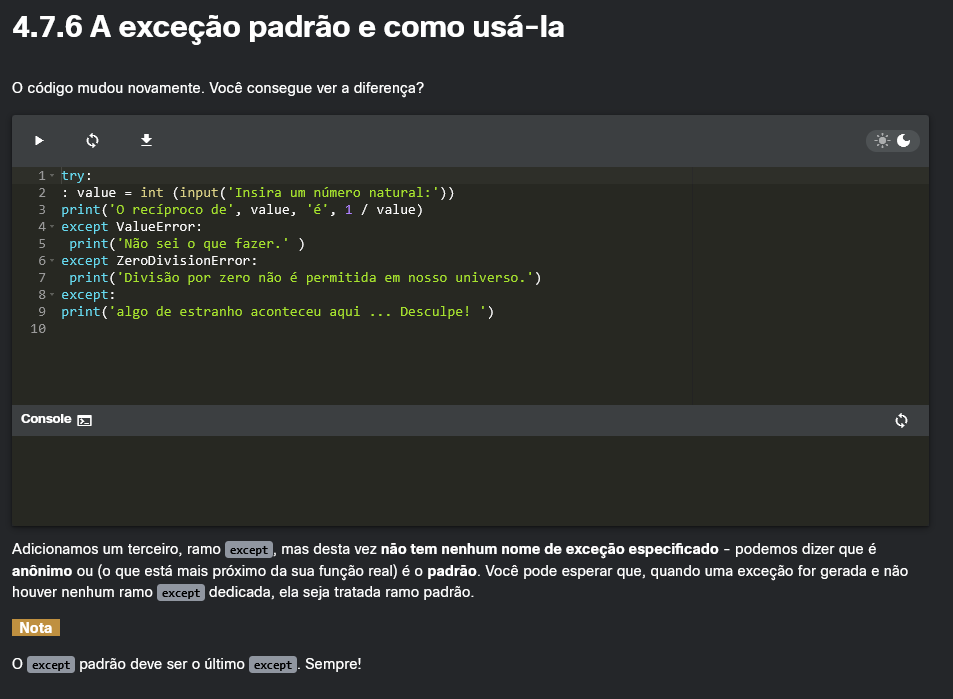 4.7.6 A exceção padrão e como usá-la
O código mudou novamente. Você consegue ver a diferença?
1 try:
2 : value = int (input('Insira um número natural:'))
3 print('O recíproco de', value, 'é', 1 / value)
4 except ValueError:
5  print('Não sei o que fazer.' )
6 except ZeroDivisionError:
7  print('Divisão por zero não é permitida em nosso universo.')
8 except:
9 print('algo de estranho aconteceu aqui ... Desculpe! ')
10
Console
Adicionamos um terceiro, ramo except, mas desta vez não tem nenhum nome de exceção especificado – podemos dizer que é
anônimo ou (o que está mais próximo da sua função real) é o padrão. Você pode esperar que, quando uma exceção for gerada e não
houver nenhum ramo except dedicada, ela seja tratada ramo padrão.
Nota
O except padrão deve ser o último except. Sempre!